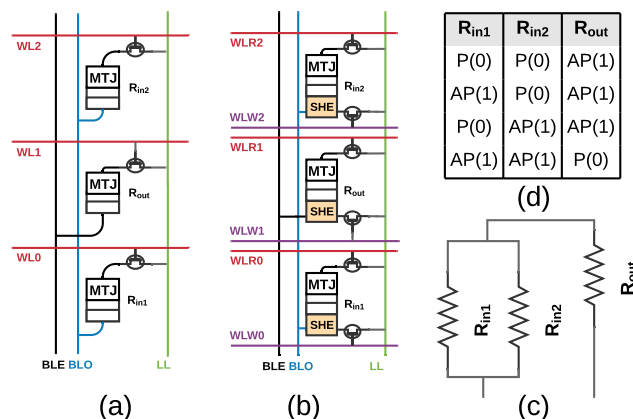 WL2
MTJ
Rin2
WL1
MTJ
Rout
WL0
MTJ
Rin1
BLE BLO LL
(a)
WLR2
MTJ
Rin2
SHE
WLW2
WLR1
MTJ
Rout
SHE
WLW1
WLR0
MTJ
Rin1
SHE
WLW0
BLE BLO LL
(b)
Rin1 Rin2 Rout
P(0) P(0) AP(1)
AP(1) P(0) AP(1)
P(0) AP(1) AP(1)
AP(1) AP(1) P(0)
(d)
Rin1
Rin2
Rout
(c)